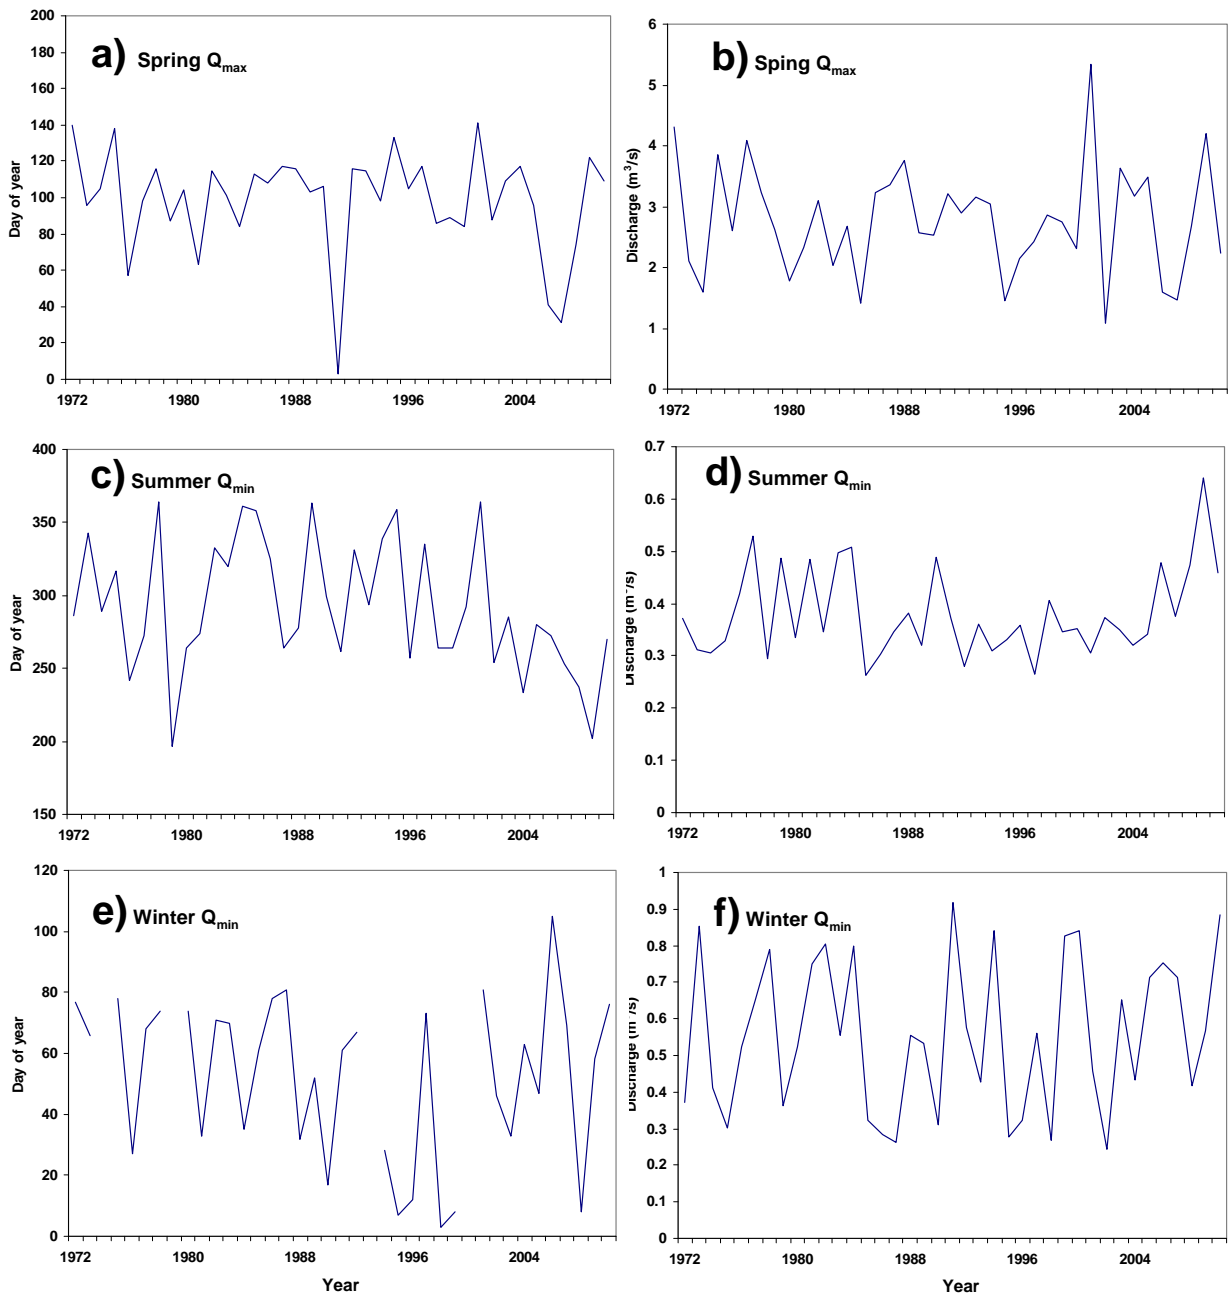 a) Spring Qmax
Day of year
200
180
160
140
120
100
80
60
40
20
0
1972 1980 1988 1996 2004
b) Sping Qmax
Discharge (m³/s)
6
5
4
3
2
1
0
1972 1980 1988 1996 2004
c) Summer Qmin
Day of year
400
350
300
250
200
150
1972 1980 1988 1996 2004
d) Summer Qmin
Discharge (m³/s)
0.7
0.6
0.5
0.4
0.3
0.2
0.1
0
1972 1980 1988 1996 2004
e) Winter Qmin
Day of year
120
100
80
60
40
20
0
1972 1980 1988 1996 2004
Year
f) Winter Qmin
Discharge (m³/s)
1
0.9
0.8
0.7
0.6
0.5
0.4
0.3
0.2
0.1
0
1972 1980 1988 1996 2004
Year